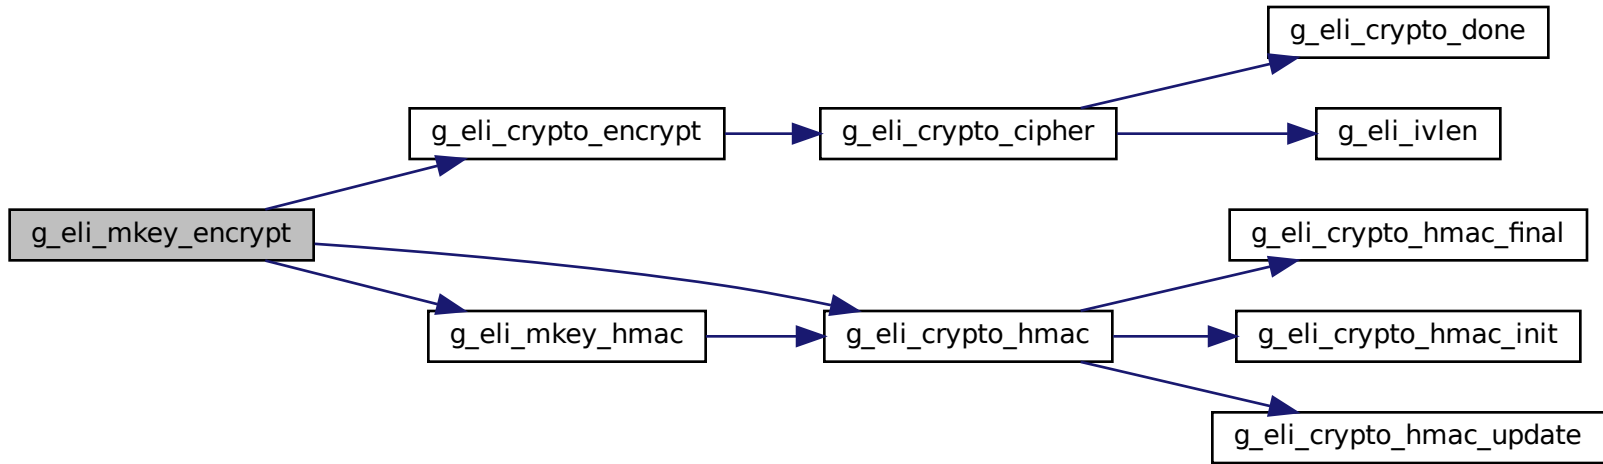 g_eli_crypto_done
g_eli_crypto_encrypt
g_eli_crypto_cipher
g_eli_ivlen
g_eli_mkey_encrypt
g_eli_crypto_hmac_final
g_eli_mkey_hmac
g_eli_crypto_hmac
g_eli_crypto_hmac_init
g_eli_crypto_hmac_update